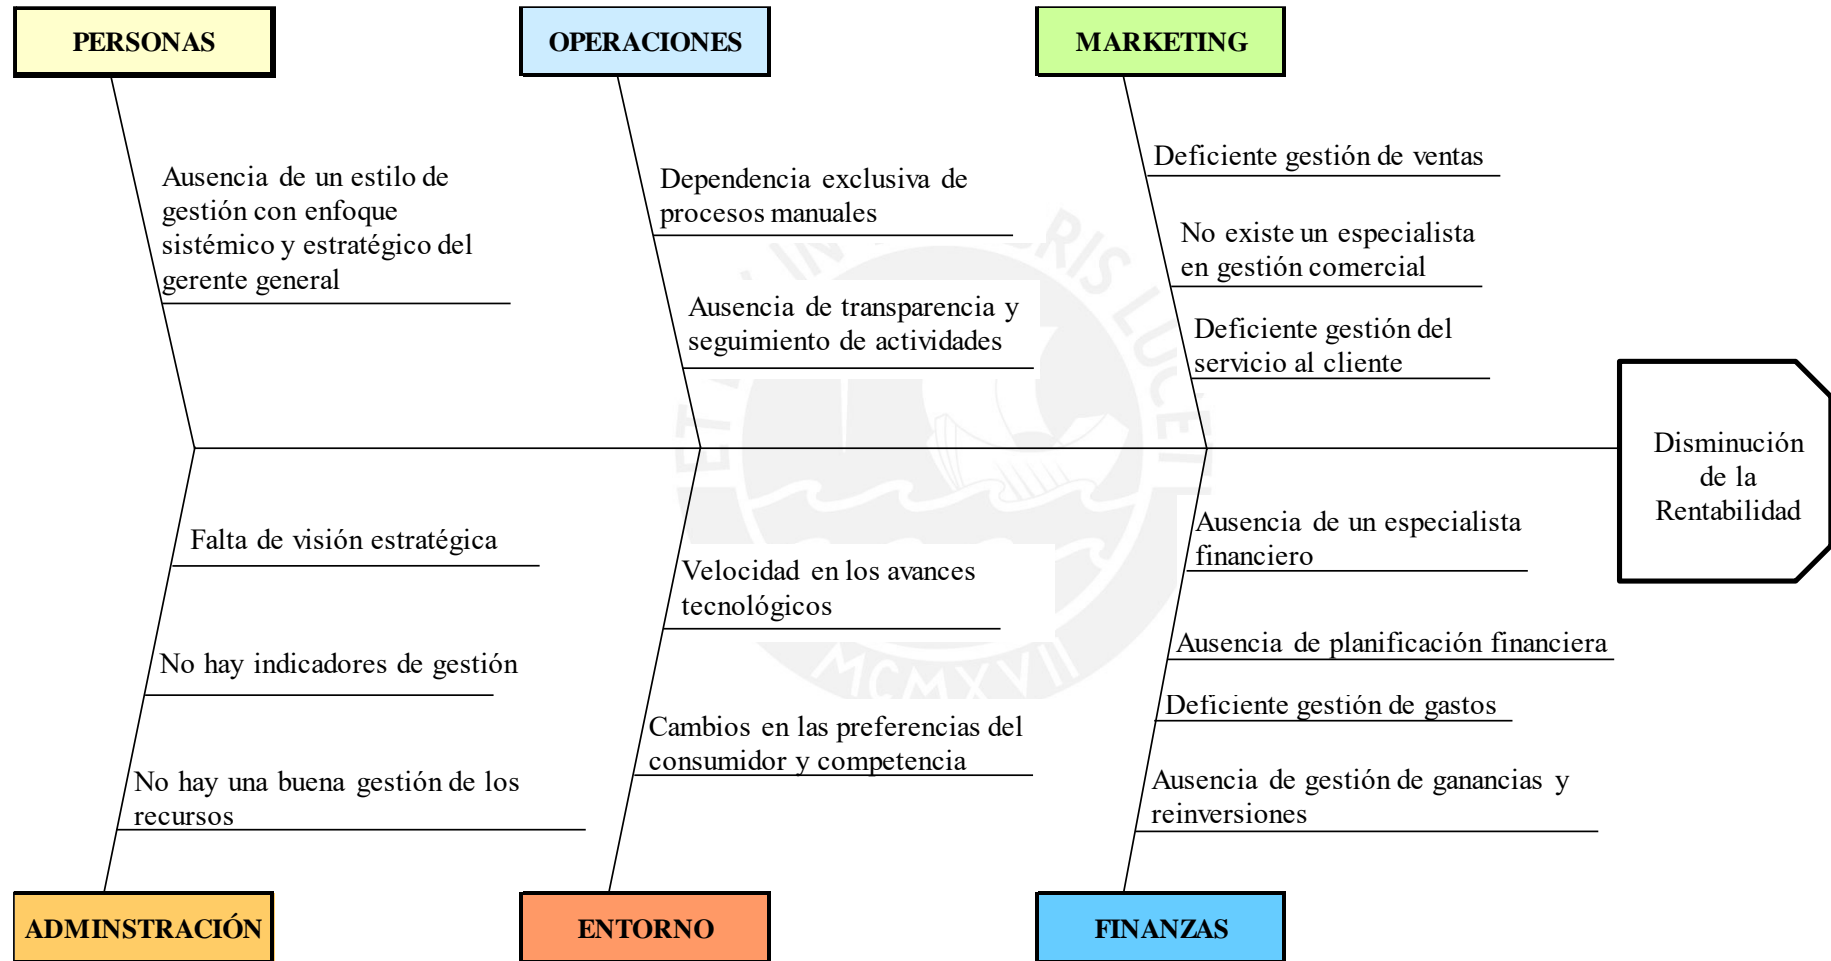 PERSONAS
OPERACIONES
MARKETING
Ausencia de un estilo de
gestión con enfoque
sistémico y estratégico del
gerente general
Dependencia exclusiva de
procesos manuales
Ausencia de transparencia y
seguimiento de actividades
Deficiente gestión de ventas
No existe un especialista
en gestión comercial
Deficiente gestión del
servicio al cliente
Disminución
de la
Rentabilidad
Falta de visión estratégica
No hay indicadores de gestión
No hay una buena gestión de los
recursos
Velocidad en los avances
tecnológicos
Cambios en las preferencias del
consumidor y competencia
Ausencia de un especialista
financiero
Ausencia de planificación financiera
Deficiente gestión de gastos
Ausencia de gestión de ganancias y
reinversiones
ADMINSTRACIÓN
ENTORNO
FINANZAS
MCMXVII